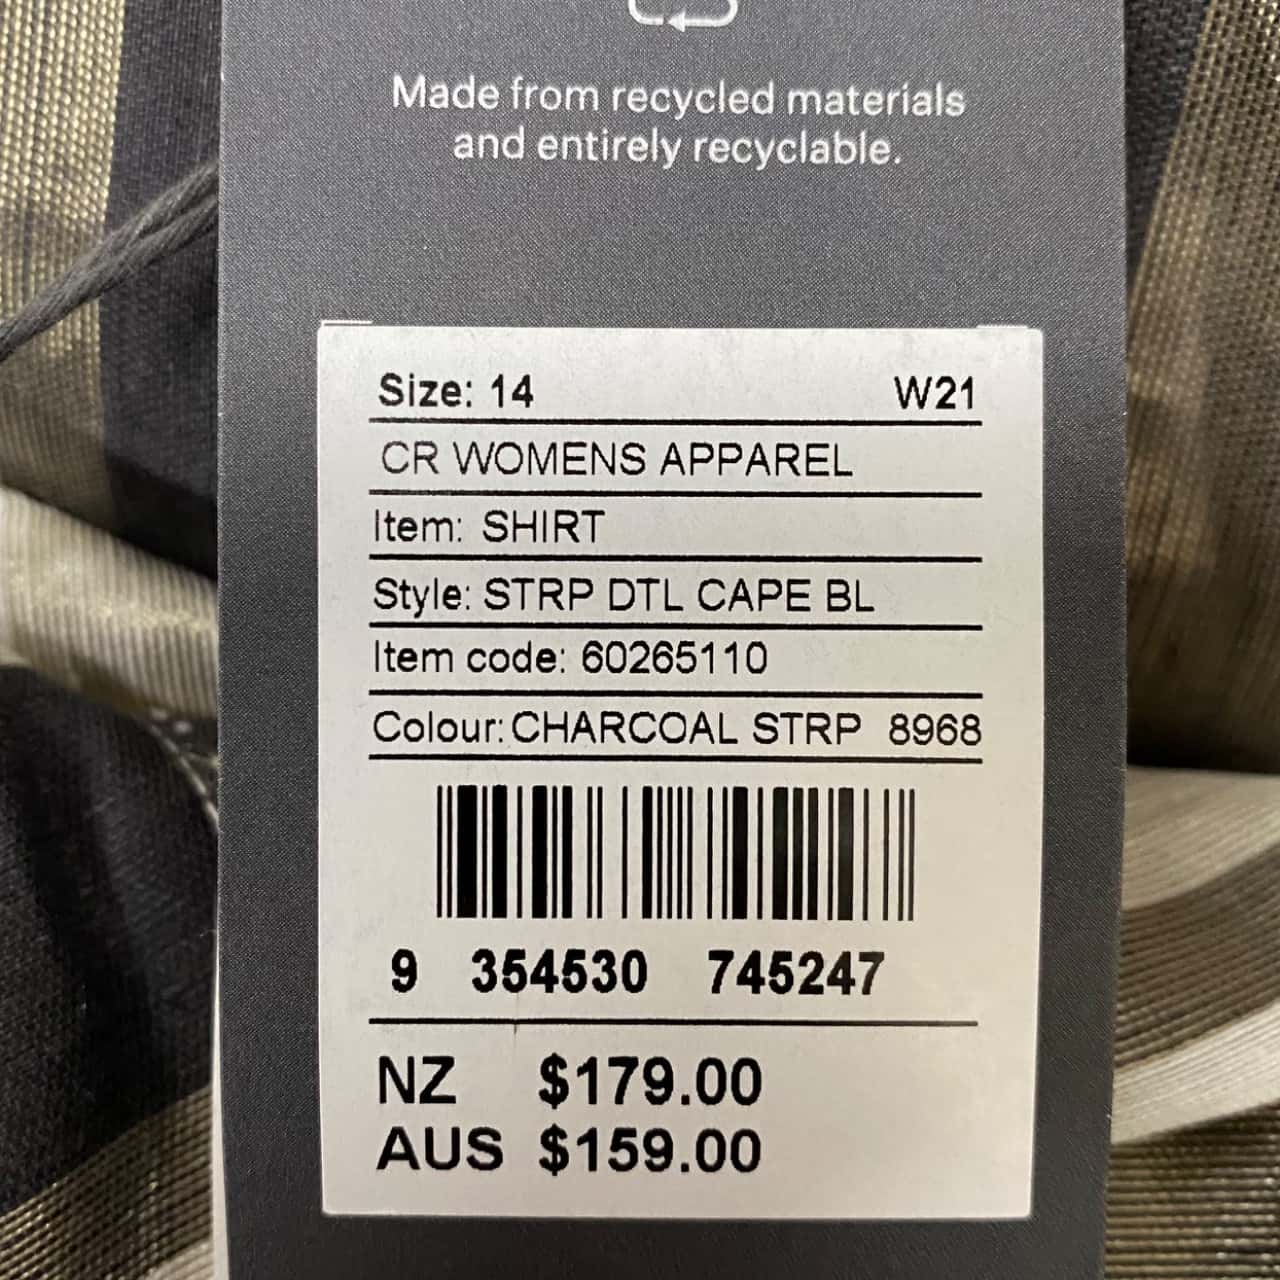 Made from recycled materials
and entirely recyclable.
Size: 14 W21
CR WOMENS APPAREL
Item: SHIRT
Style: STRP DTL CAPE BL
Item code: 60265110
Colour: CHARCOAL STRP 8968
9 354530 745247
NZ $179.00
AUS $159.00